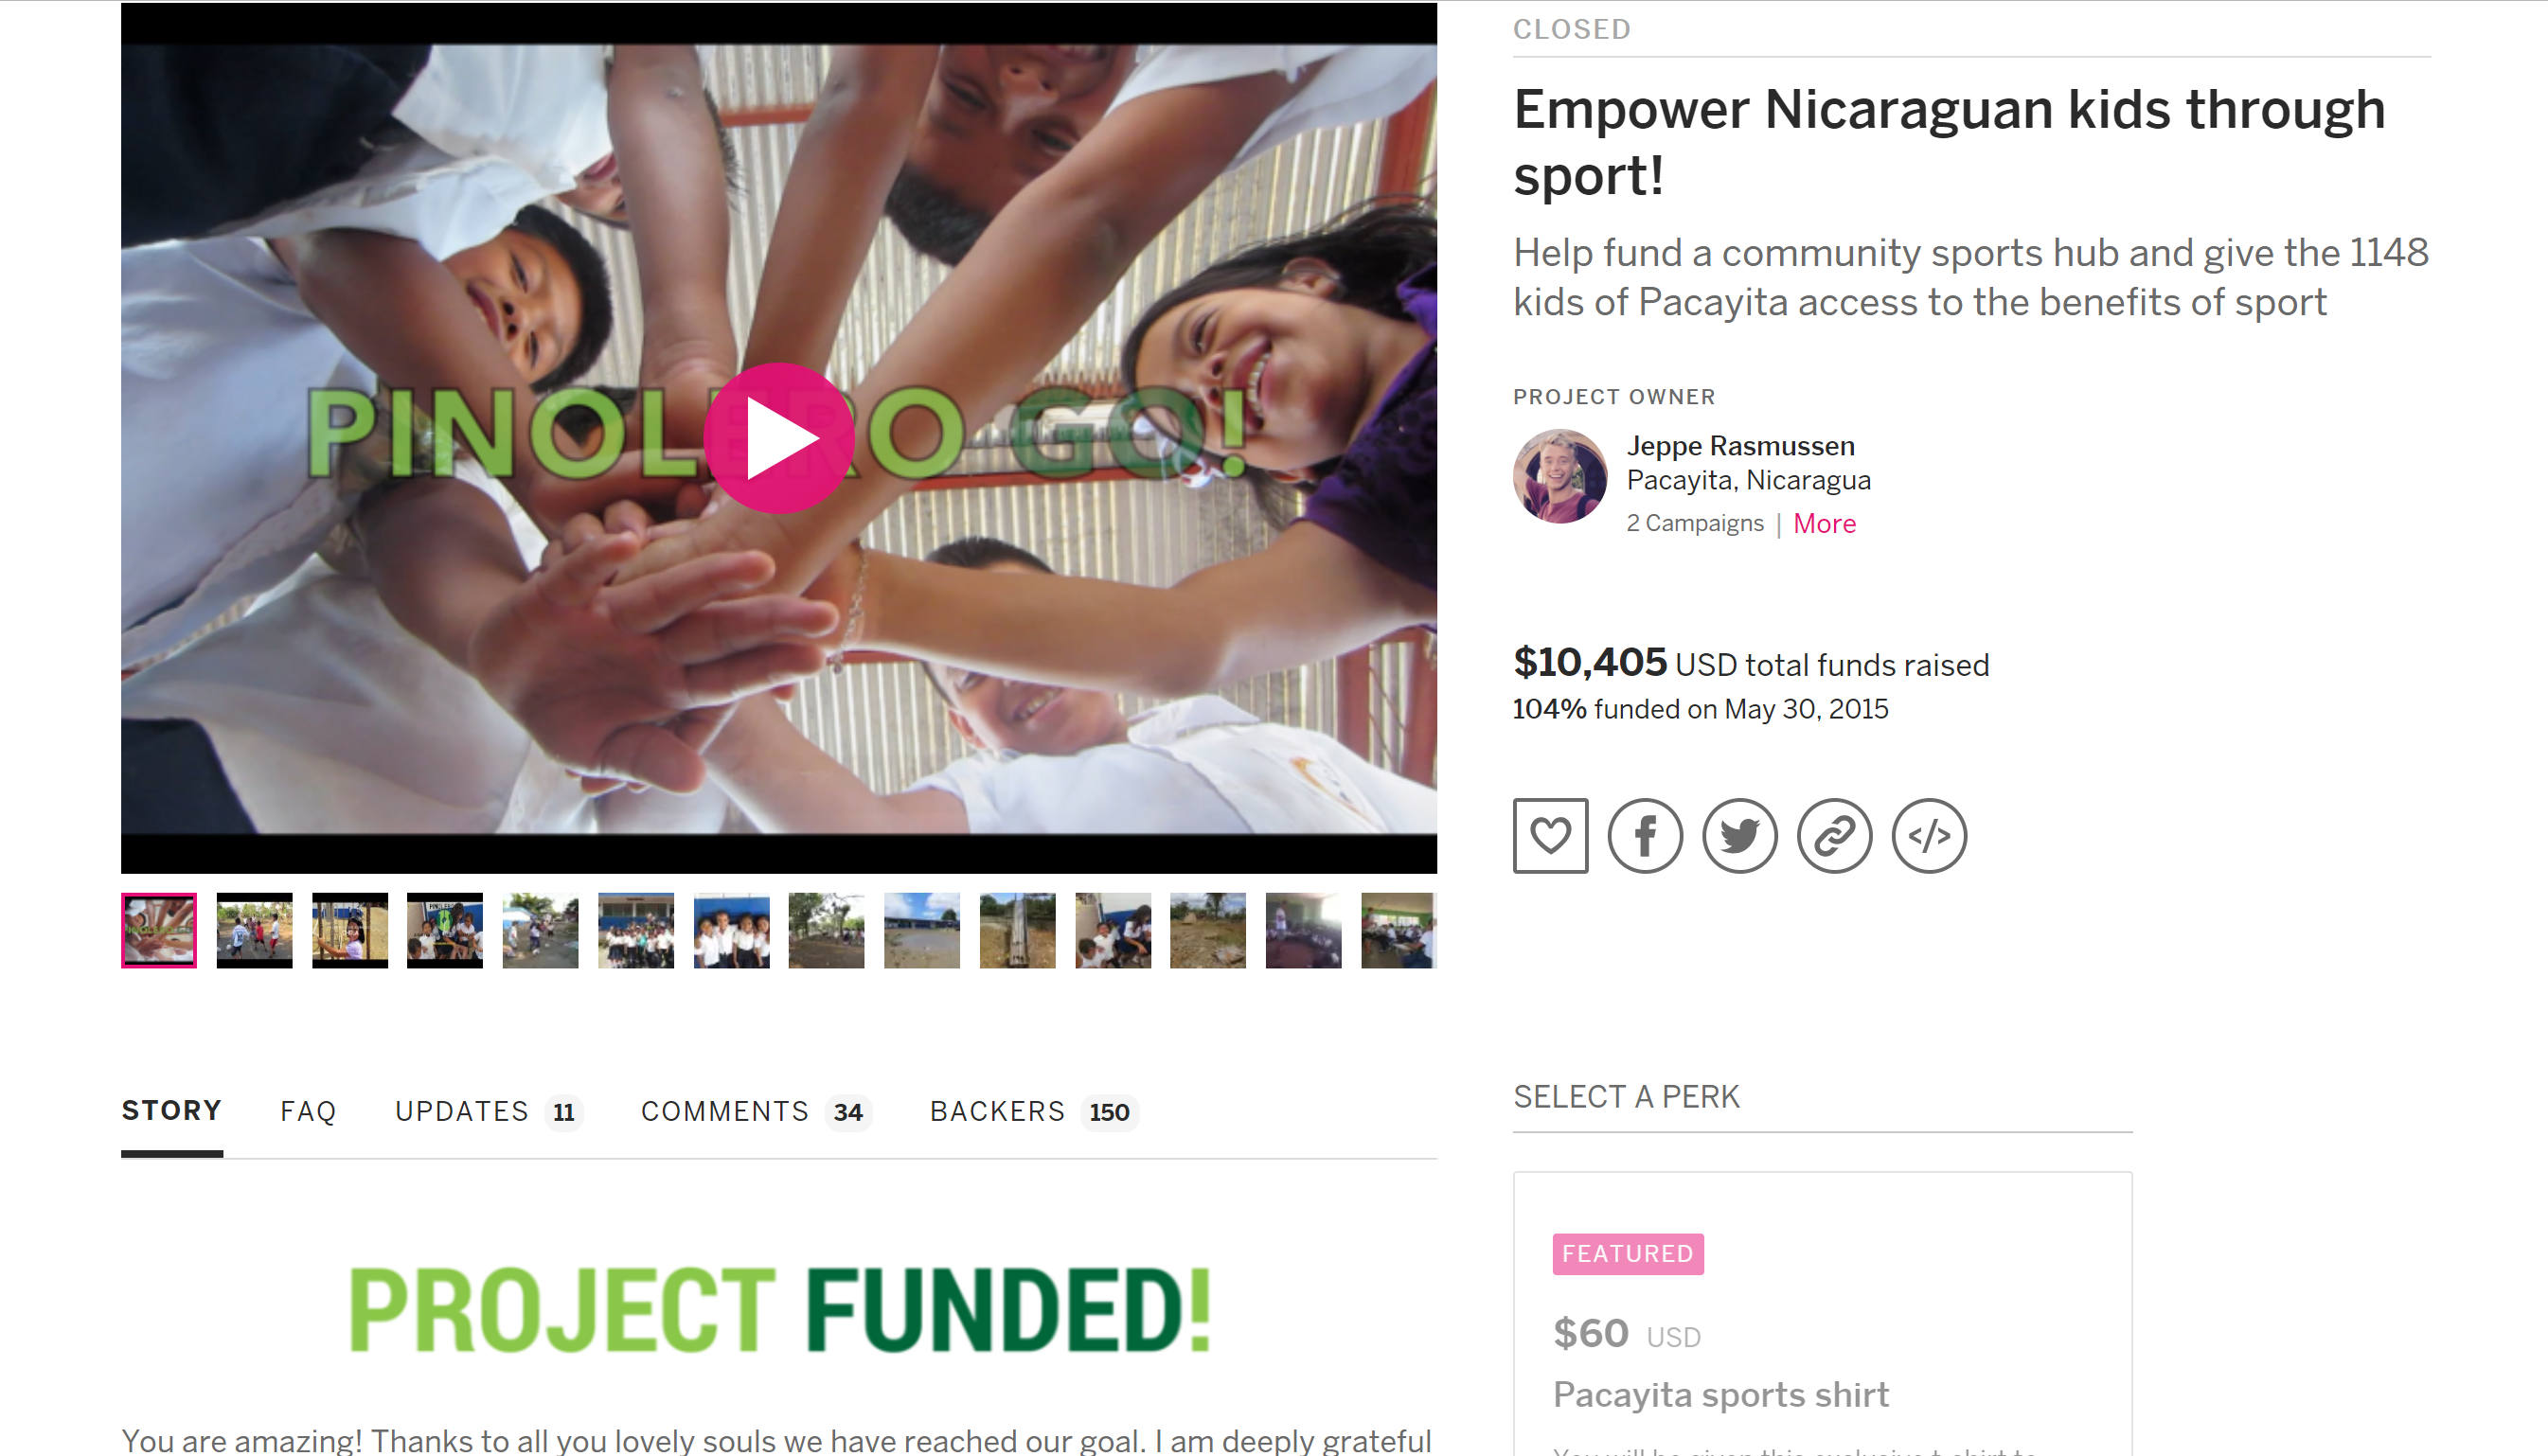 CLOSED
Empower Nicaraguan kids through
sport!
Help fund a community sports hub and give the 1148
kids of Pacayita access to the benefits of sport
PROJECT OWNER
Jeppe Rasmussen
Pacayita, Nicaragua
2 Campaigns | More
$10,405 USD total funds raised
104% funded on May 30, 2015
PINOLERO GO!
STORY FAQ UPDATES 11 COMMENTS 34 BACKERS 150
PROJECT FUNDED!
You are amazing! Thanks to all you lovely souls we have reached our goal. I am deeply grateful
SELECT A PERK
FEATURED
$60 USD
Pacayita sports shirt